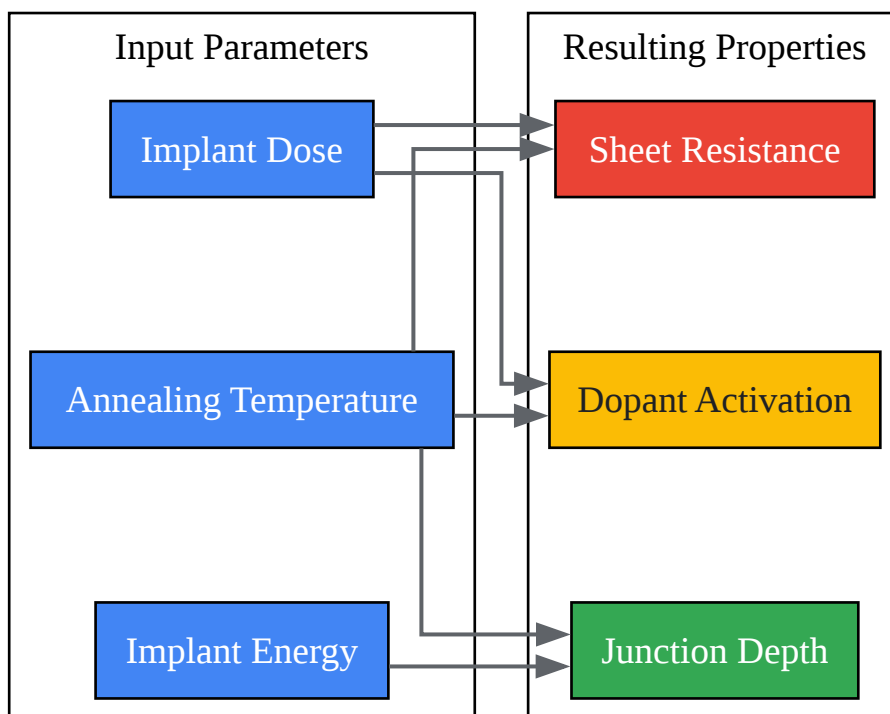 Input Parameters
Resulting Properties
Implant Dose
Sheet Resistance
Annealing Temperature
Dopant Activation
Implant Energy
Junction Depth